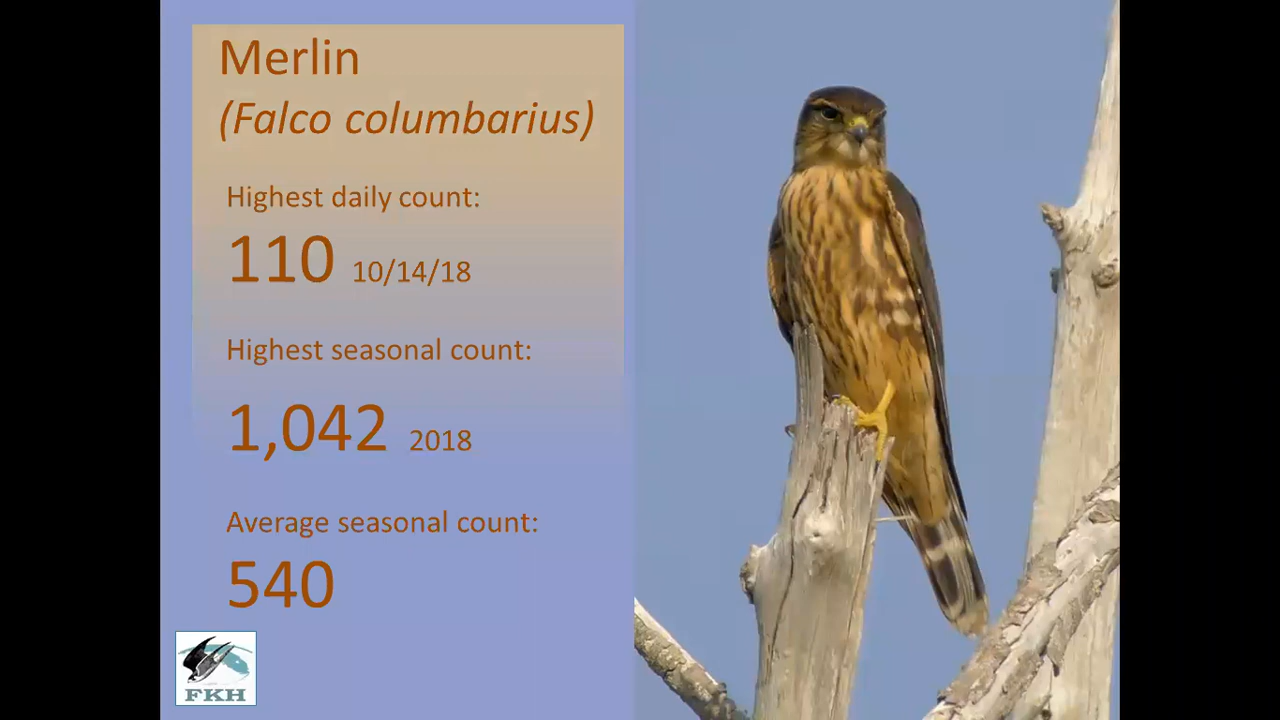 Merlin
(Falco columbarius)
Highest daily count:
110 10/14/18
Highest seasonal count:
1,042 2018
Average seasonal count:
540
FKH